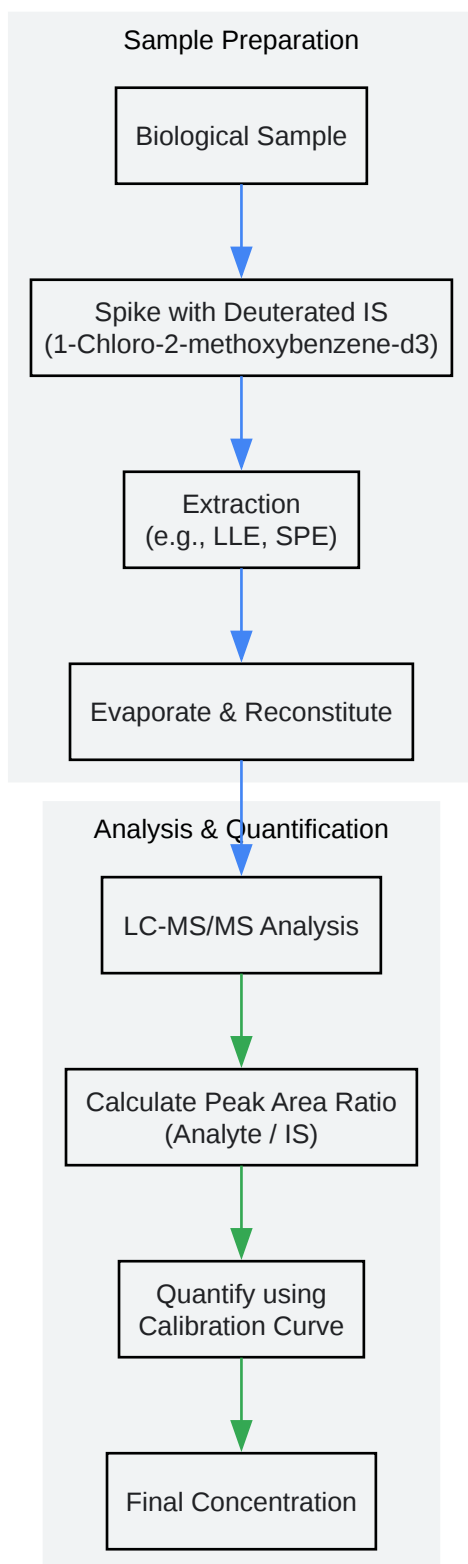 Sample Preparation
Biological Sample
Spike with Deuterated IS
(1-Chloro-2-methoxybenzene-d3)
Extraction
(e.g., LLE, SPE)
Evaporate & Reconstitute
Analysis & Quantification
LC-MS/MS Analysis
Calculate Peak Area Ratio
(Analyte / IS)
Quantify using
Calibration Curve
Final Concentration